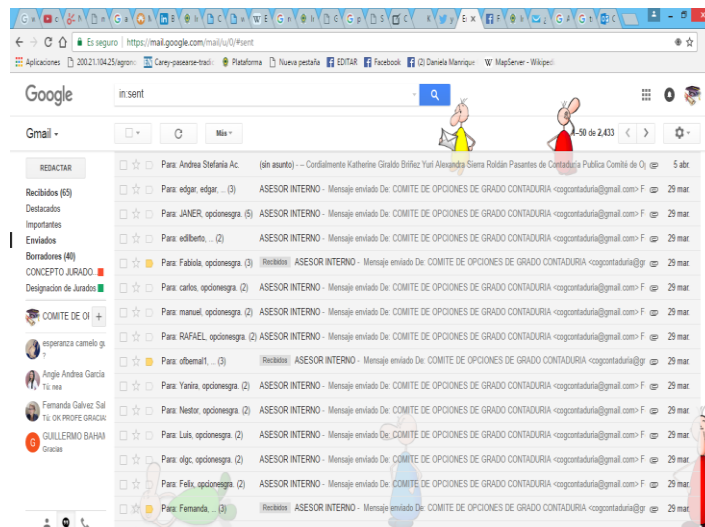 Es seguro | https://mail.google.com/mail/u/0/#sent
Aplicaciones 200.21.104.25/agron Carey-pasearse-tradi Plataforma Nueva pestaña EDITAR Facebook (2) Daniela Manrique W MapServer - Wikiped
Google in:sent
Gmail Más -50 de 2,433
REDACTAR
Recibidos (65)
Destacados
Importantes
Enviados
Borradores (40)
CONCEPTO JURADO...
Designacion de Jurados
COMITE DE OF +
esperanza camelo gu
?
Angie Andrea Garcia
Tú: nea
Fernanda Galvez Sal
Tú: OK PROFE GRACIAS
G GUILLERMO BAHAM
Gracias
Para: Andrea Stefania Ac. (sin asunto) - -- Cordialmente Katherine Giraldo Briñez Yuri Alexandra Sierra Roldán Pasantes de Contaduria Publica Comité de O 5 abr.
Para: edgar, edgar, ... (3) ASESOR INTERNO - Mensaje enviado De: COMITE DE OPCIONES DE GRADO CONTADURIA <cogcontaduria@gmail.com> F 29 mar.
Para: JANER, opcionesgra. (5) ASESOR INTERNO - Mensaje enviado De: COMITE DE OPCIONES DE GRADO CONTADURIA <cogcontaduria@gmail.com> F 29 mar.
Para: edilberto, ... (2) ASESOR INTERNO - Mensaje enviado De: COMITE DE OPCIONES DE GRADO CONTADURIA <cogcontaduria@gmail.com> F 29 mar.
Para: Fabiola, opcionesgra. (3) Recibidos ASESOR INTERNO - Mensaje enviado De: COMITE DE OPCIONES DE GRADO CONTADURIA <cogcontaduria@gr 29 mar.
Para: carlos, opcionesgra. (2) ASESOR INTERNO - Mensaje enviado De: COMITE DE OPCIONES DE GRADO CONTADURIA <cogcontaduria@gmail.com> F 29 mar.
Para: manuel, opcionesgra. (2) ASESOR INTERNO - Mensaje enviado De: COMITE DE OPCIONES DE GRADO CONTADURIA <cogcontaduria@gmail.com> F 29 mar.
Para: RAFAEL, opcionesgra. (2) ASESOR INTERNO - Mensaje enviado De: COMITE DE OPCIONES DE GRADO CONTADURIA <cogcontaduria@gmail.com> F 29 mar.
Para: ofbernal1, ... (3) Recibidos ASESOR INTERNO - Mensaje enviado De: COMITE DE OPCIONES DE GRADO CONTADURIA <cogcontaduria@gr 29 mar.
Para: Yanira, opcionesgra. (2) ASESOR INTERNO - Mensaje enviado De: COMITE DE OPCIONES DE GRADO CONTADURIA <cogcontaduria@gmail.com> F 29 mar.
Para: Nestor, opcionesgra. (2) ASESOR INTERNO - Mensaje enviado De: COMITE DE OPCIONES DE GRADO CONTADURIA <cogcontaduria@gmail.com> F 29 mar.
Para: Luis, opcionesgra. (2) ASESOR INTERNO - Mensaje enviado De: COMITE DE OPCIONES DE GRADO CONTADURIA <cogcontaduria@gmail.com> F 29 mar.
Para: olgc, opcionesgra. (2) ASESOR INTERNO - Mensaje enviado De: COMITE DE OPCIONES DE GRADO CONTADURIA <cogcontaduria@gmail.com> F 29 mar.
Para: Felix, opcionesgra. (2) ASESOR INTERNO - Mensaje enviado De: COMITE DE OPCIONES DE GRADO CONTADURIA <cogcontaduria@gmail.com> F 29 mar.
Para: Fernanda, ... (3) Recibidos ASESOR INTERNO - Mensaje enviado De: COMITE DE OPCIONES DE GRADO CONTADURIA <cogcontaduria@gr 29 mar.